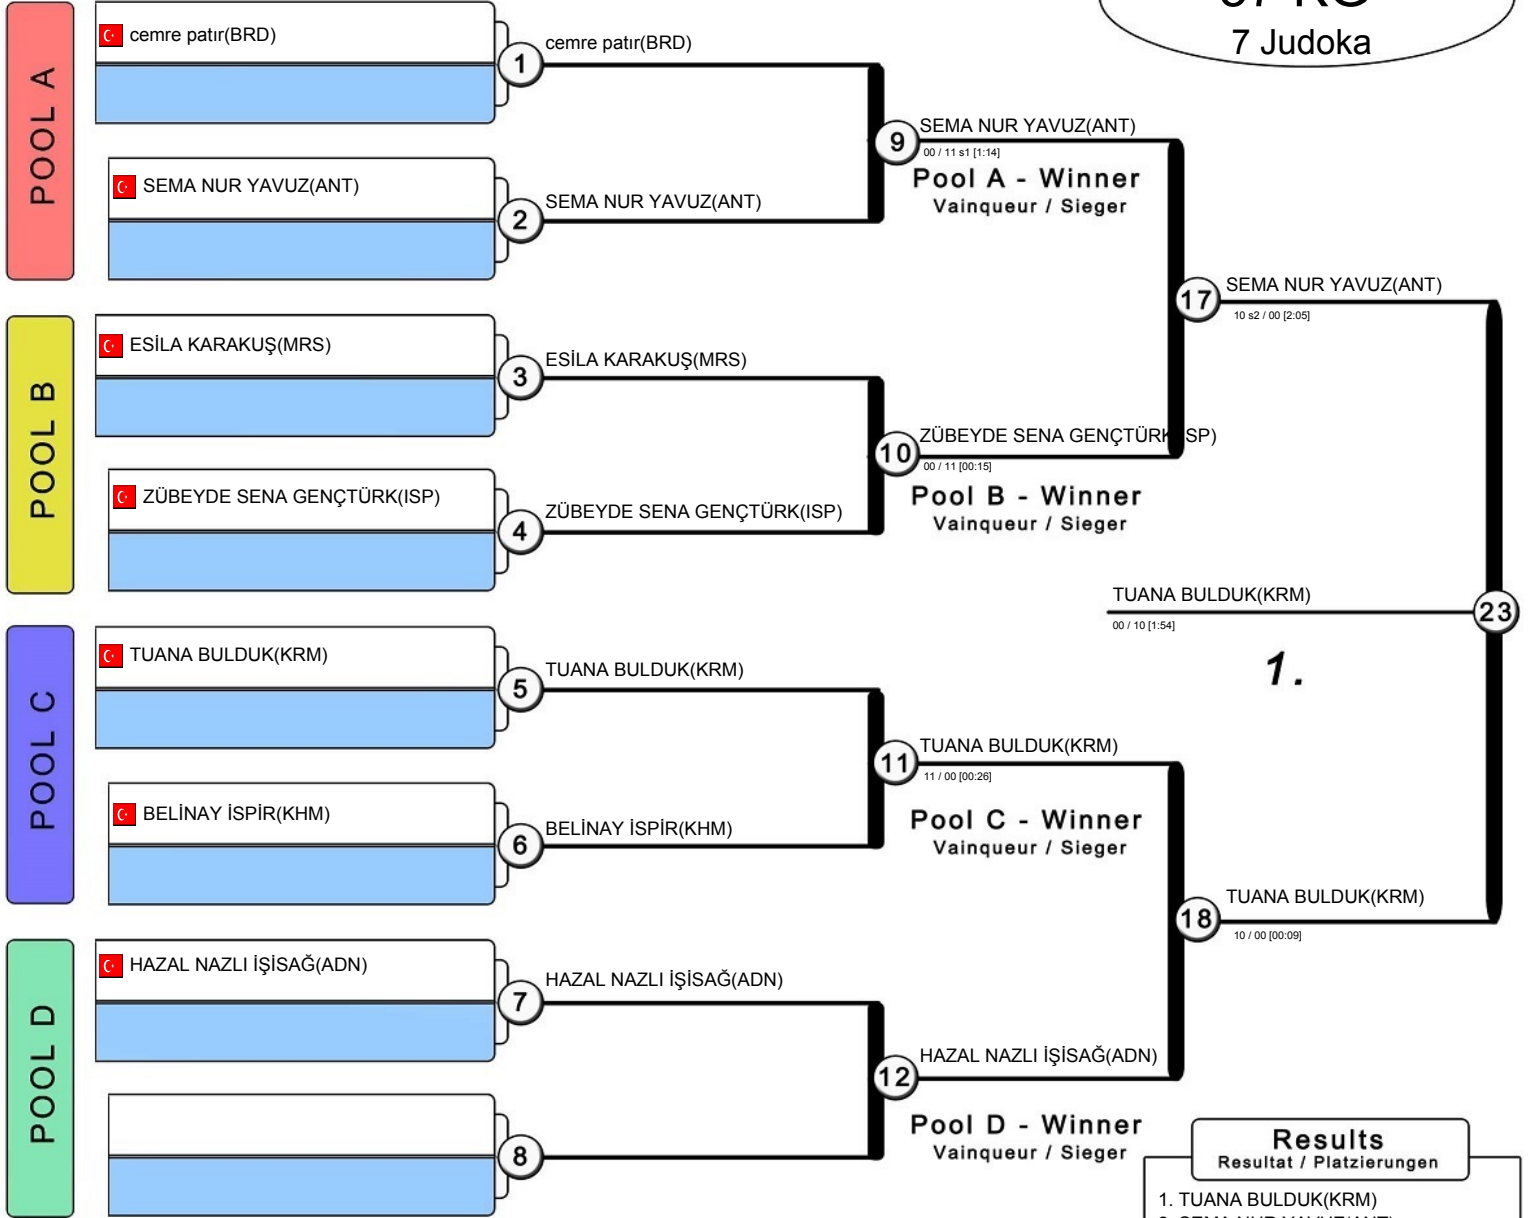 KG
7 Judoka
POOL A
cemre patır(BRD)
1
cemre patır(BRD)
SEMA NUR YAVUZ(ANT)
2
SEMA NUR YAVUZ(ANT)
9
SEMA NUR YAVUZ(ANT)
00 / 11 s1 [1:14]
Pool A - Winner
Vainqueur / Sieger
POOL B
ESİLA KARAKUŞ(MRS)
3
ESİLA KARAKUŞ(MRS)
ZÜBEYDE SENA GENÇTÜRK(ISP)
4
ZÜBEYDE SENA GENÇTÜRK(ISP)
10
ZÜBEYDE SENA GENÇTÜRK SP)
00 / 11 [00:15]
Pool B - Winner
Vainqueur / Sieger
17
SEMA NUR YAVUZ(ANT)
10 s2 / 00 [2:05]
TUANA BULDUK(KRM)
00 / 10 [1:54]
23
1.
POOL C
TUANA BULDUK(KRM)
5
TUANA BULDUK(KRM)
BELİNAY İSPİR(KHM)
6
BELİNAY İSPİR(KHM)
11
TUANA BULDUK(KRM)
11 / 00 [00:26]
Pool C - Winner
Vainqueur / Sieger
18
TUANA BULDUK(KRM)
10 / 00 [00:09]
POOL D
HAZAL NAZLI İŞİSAĞ(ADN)
7
HAZAL NAZLI İŞİSAĞ(ADN)
8
12
HAZAL NAZLI İŞİSAĞ(ADN)
Pool D - Winner
Vainqueur / Sieger
Results
Resultat / Platzierungen
1. TUANA BULDUK(KRM)
2. SEMA NUR YAVUZ(ANT)